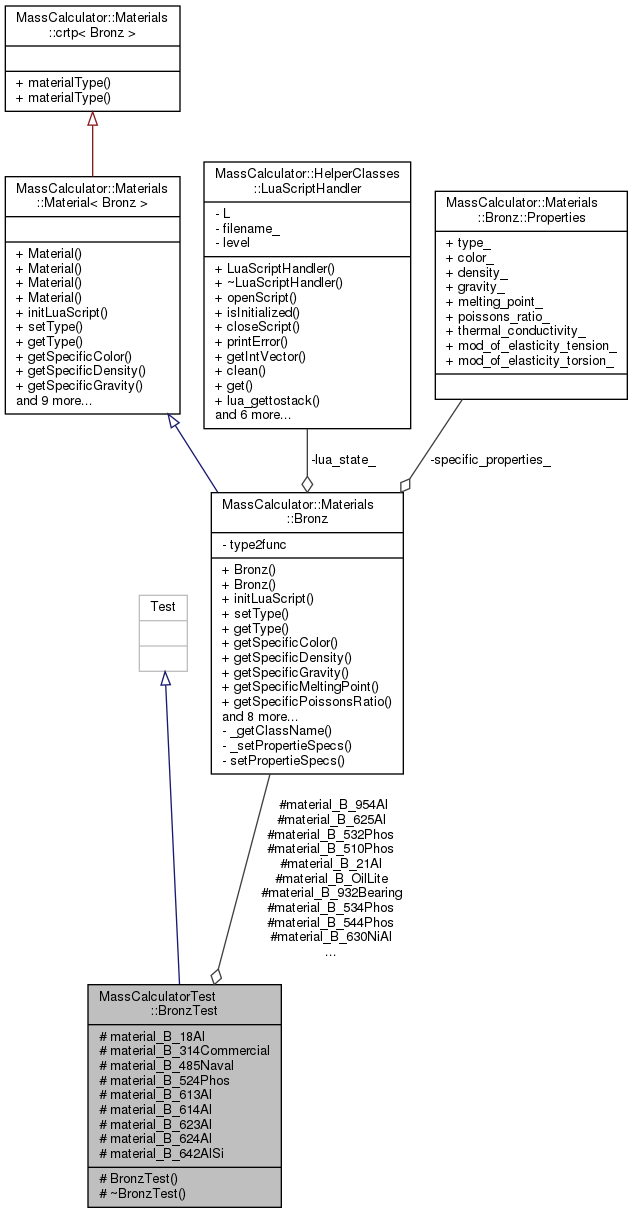 MassCalculator::Materials
::crtp< Bronz >
+ materialType()
+ materialType()
MassCalculator::Materials
::Material< Bronz >
+ Material()
+ Material()
+ Material()
+ Material()
+ initLuaScript()
+ setType()
+ getType()
+ getSpecificColor()
+ getSpecificDensity()
+ getSpecificGravity()
and 9 more...
MassCalculator::HelperClasses
::LuaScriptHandler
- L
- filename_
- level
+ LuaScriptHandler()
+ ~LuaScriptHandler()
+ openScript()
+ isInitialized()
+ closeScript()
+ printError()
+ getIntVector()
+ clean()
+ get()
+ lua_gettostack()
and 6 more...
MassCalculator::Materials
::Bronz::Properties
+ type_
+ color_
+ density_
+ gravity_
+ melting_point_
+ poissons_ratio_
+ thermal_conductivity_
+ mod_of_elasticity_tension_
+ mod_of_elasticity_torsion_
-lua_state_
-specific_properties_
MassCalculator::Materials
::Bronz
- type2func
+ Bronz()
+ Bronz()
+ initLuaScript()
+ setType()
+ getType()
+ getSpecificColor()
+ getSpecificDensity()
+ getSpecificGravity()
+ getSpecificMeltingPoint()
+ getSpecificPoissonsRatio()
and 8 more...
- _getClassName()
- _setPropertieSpecs()
- setPropertieSpecs()
Test
#material_B_954Al
#material_B_625Al
#material_B_532Phos
#material_B_510Phos
#material_B_21Al
#material_B_OilLite
#material_B_932Bearing
#material_B_534Phos
#material_B_544Phos
#material_B_630NiAl
...
MassCalculatorTest
::BronzTest
# material_B_18Al
# material_B_314Commercial
# material_B_485Naval
# material_B_524Phos
# material_B_613Al
# material_B_614Al
# material_B_623Al
# material_B_624Al
# material_B_642AlSi
# BronzTest()
# ~BronzTest()